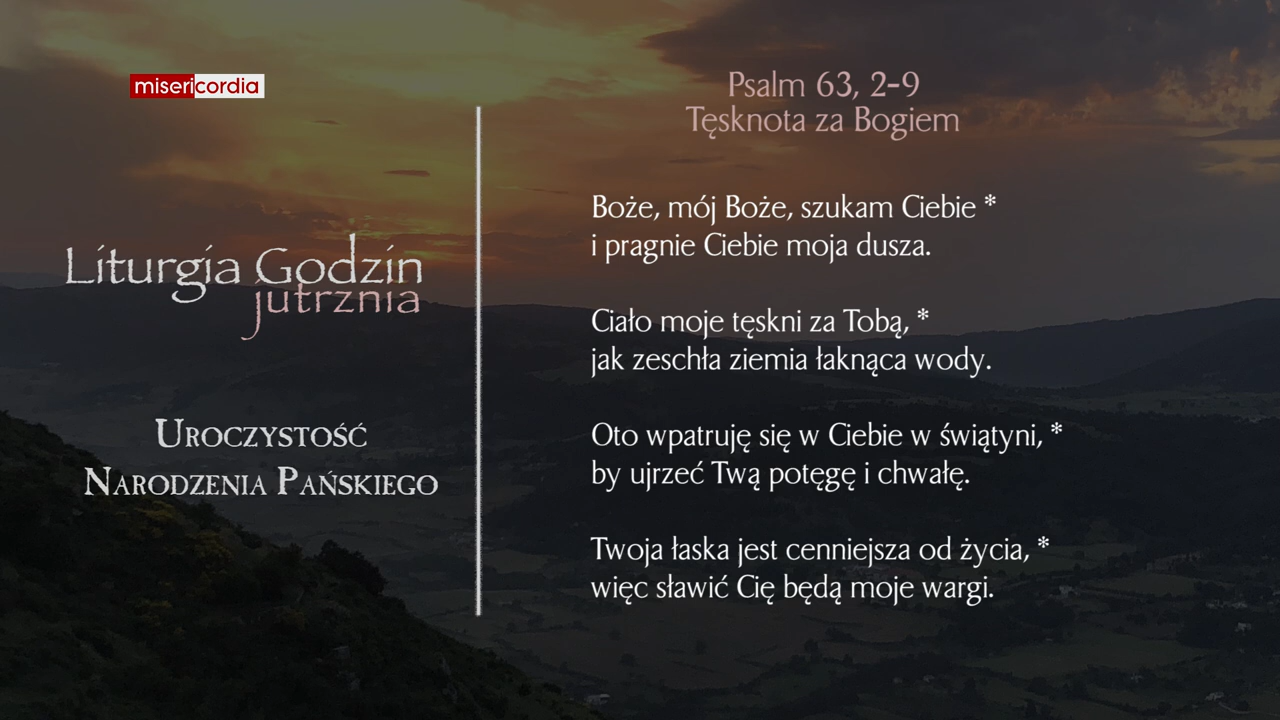 misericordia
Liturgia Godzin
jutrznia
Uroczystość
Narodzenia Pańskiego
Psalm 63, 2-9
Tęsknota za Bogiem
Boże, mój Boże, szukam Ciebie *
i pragnie Ciebie moja dusza.
Ciało moje tęskni za Tobą, *
jak zeschła ziemia łaknąca wody.
Oto wpatruję się w Ciebie w świątyni, *
by ujrzeć Twą potęgę i chwałę.
Twoja łaska jest cenniejsza od życia, *
więc sławić Cię będą moje wargi.